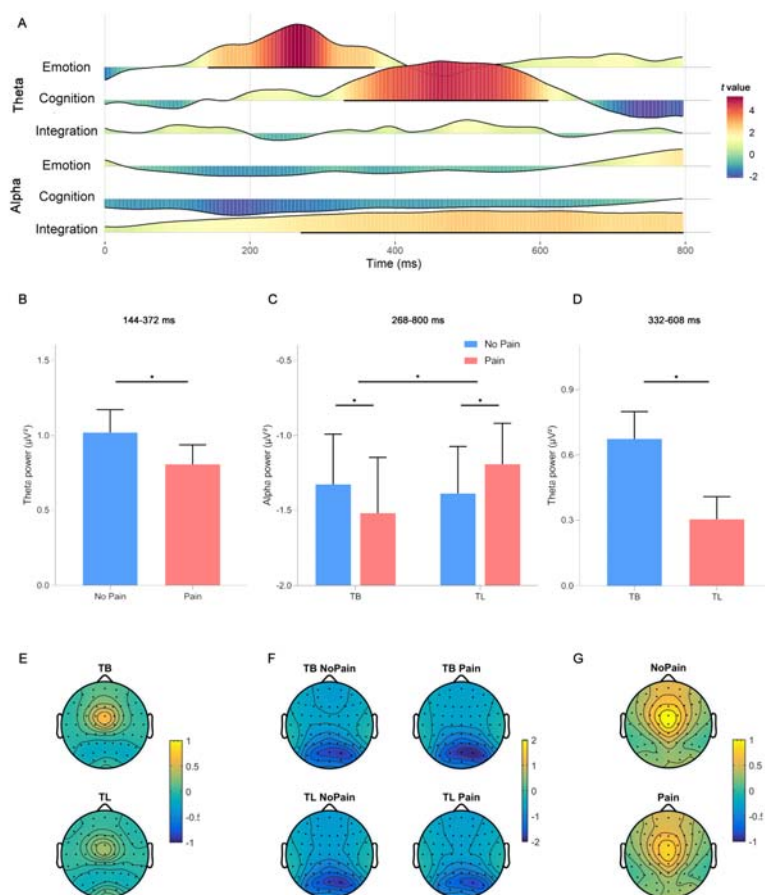 A
Theta
Emotion
Cognition
Integration
Alpha
Emotion
Cognition
Integration
t value
4
2
0
-2
0
200
400
600
800
Time (ms)
B
144-372 ms
Theta power (µV²)
1.5
1.0
0.5
0.0
*
No Pain
Pain
C
268-800 ms
Alpha power (µV²)
-0.5
-1.0
-1.5
-2.0
No Pain
Pain
*
*
*
TB
TL
D
332-608 ms
Theta power (µV²)
0.9
0.6
0.3
0.0
*
TB
TL
E
TB
TL
1
0.5
0
-0.5
-1
F
TB NoPain
TB Pain
TL NoPain
TL Pain
2
1
0
-1
-2
G
NoPain
Pain
1
0.5
0
-0.5
-1